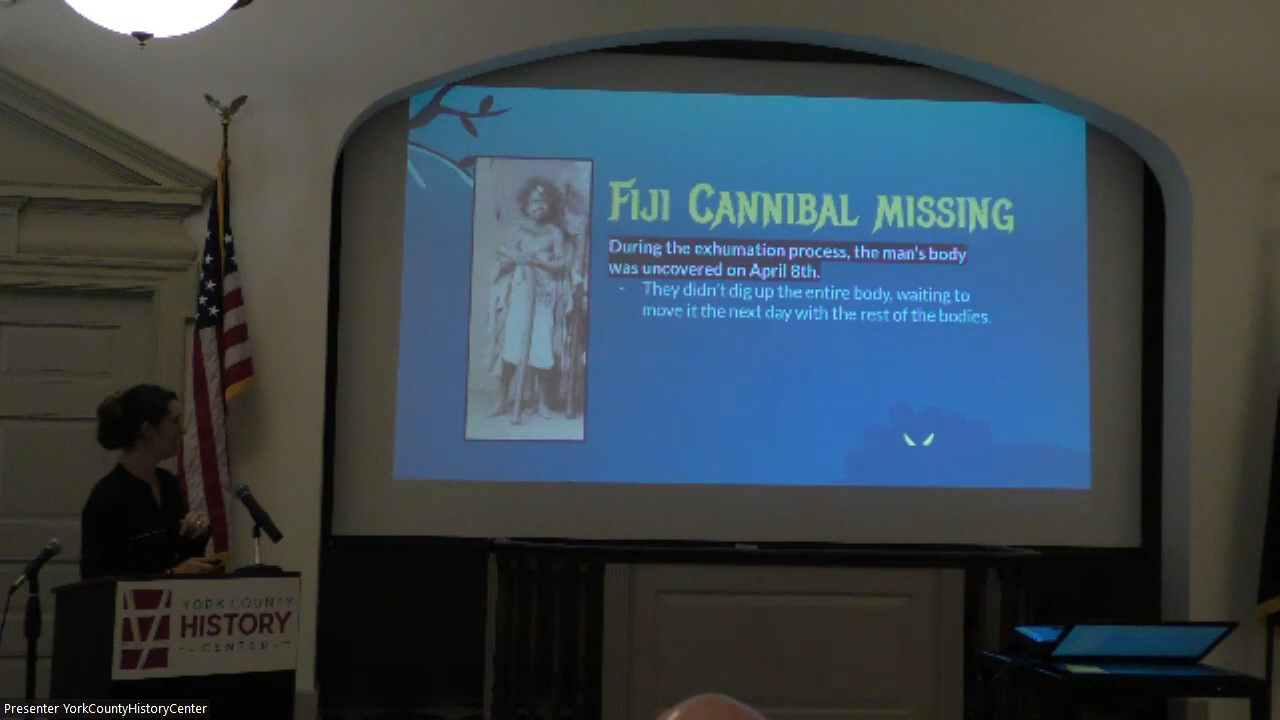 FIJI CANNIBAL MISSING
During the exhumation process, the man's body
was uncovered on April 8th.
- They didn't dig up the entire body, waiting to
move it the next day with the rest of the bodies.
YORK COUNTY
HISTORY
CENTER
Presenter YorkCountyHistoryCenter